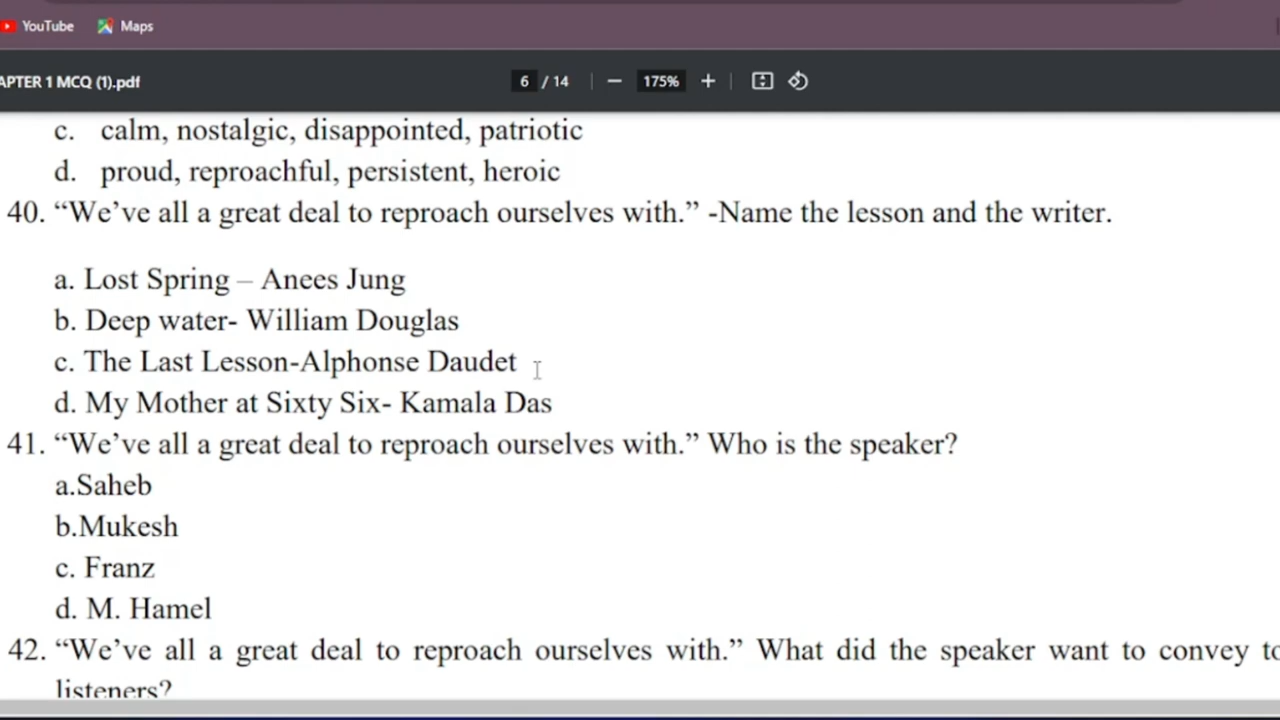 YouTube Maps
APTER 1 MCQ (1).pdf 6 / 14 175%
c. calm, nostalgic, disappointed, patriotic
d. proud, reproachful, persistent, heroic
40. “We’ve all a great deal to reproach ourselves with.” -Name the lesson and the writer.
a. Lost Spring – Anees Jung
b. Deep water- William Douglas
c. The Last Lesson-Alphonse Daudet
d. My Mother at Sixty Six- Kamala Das
41. “We’ve all a great deal to reproach ourselves with.” Who is the speaker?
a.Saheb
b.Mukesh
c. Franz
d. M. Hamel
42. “We’ve all a great deal to reproach ourselves with.” What did the speaker want to convey to
listeners?